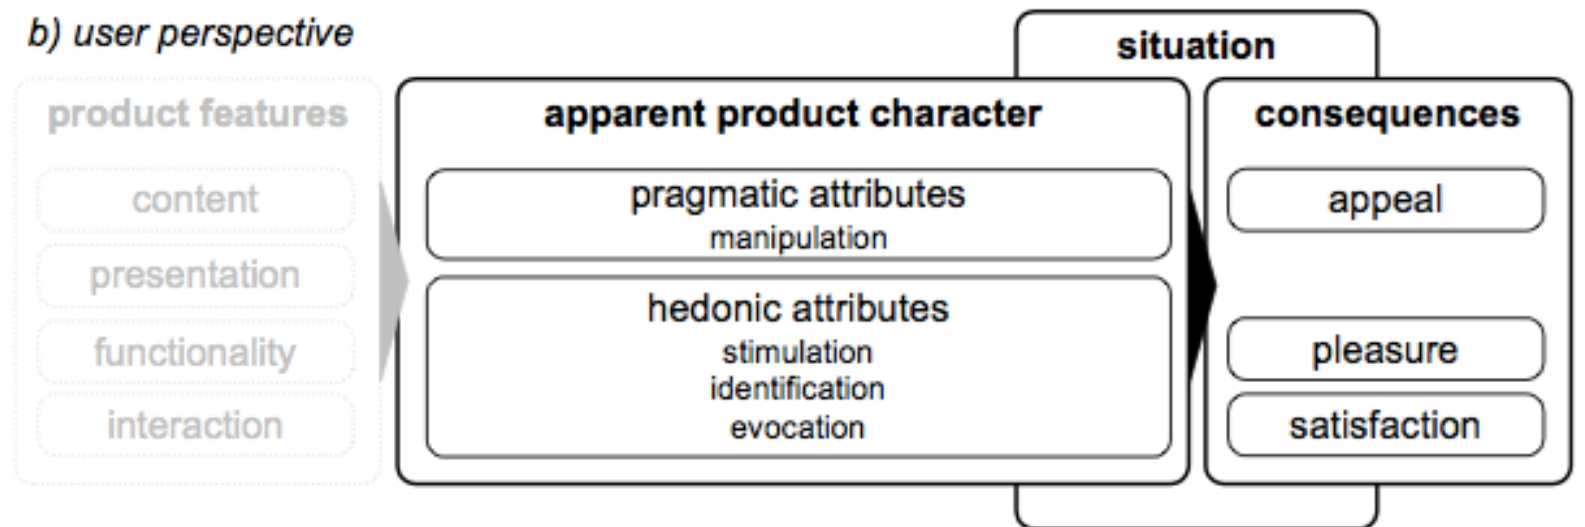 b) user perspective
situation
product features
content
presentation
functionality
interaction
apparent product character
pragmatic attributes
manipulation
hedonic attributes
stimulation
identification
evocation
consequences
appeal
pleasure
satisfaction